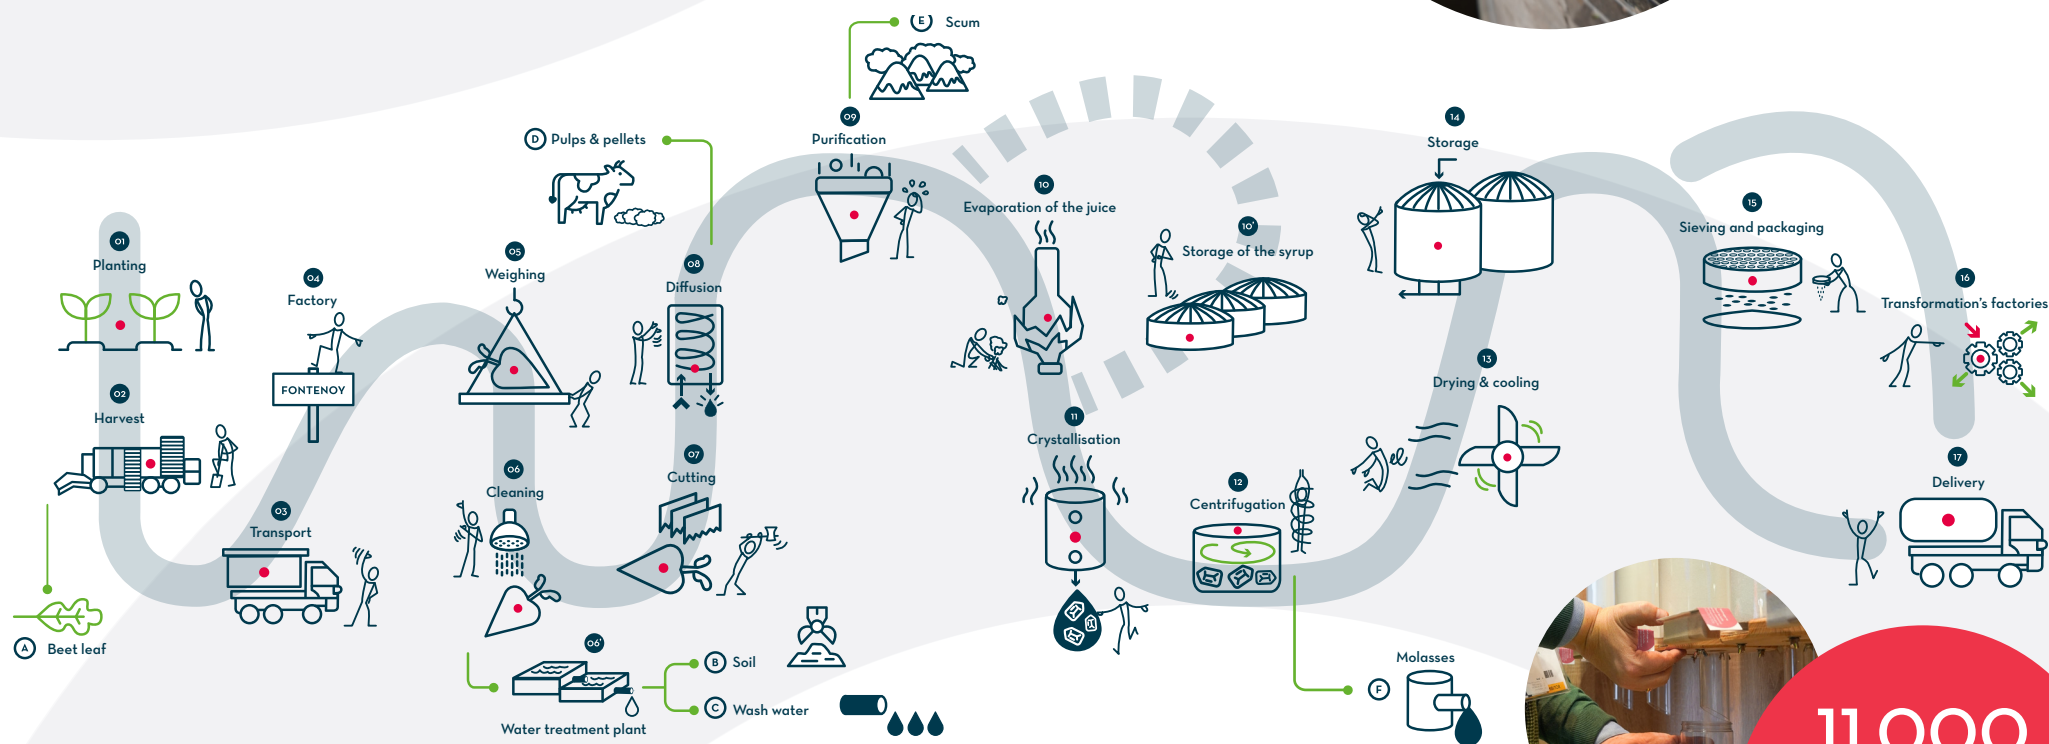 E Scum
09
Purification
D Pulps & pellets
14
Storage
01
Planting
04
Factory
FONTENOY
05
Weighing
08
Diffusion
10
Evaporation of the juice
10'
Storage of the syrup
15
Sieving and packaging
16
Transformation's factories
02
Harvest
03
Transport
06
Cleaning
07
Cutting
11
Crystallisation
12
Centrifugation
13
Drying & cooling
17
Delivery
A Beet leaf
06'
Water treatment plant
B Soil
C Wash water
Molasses
F
11 000